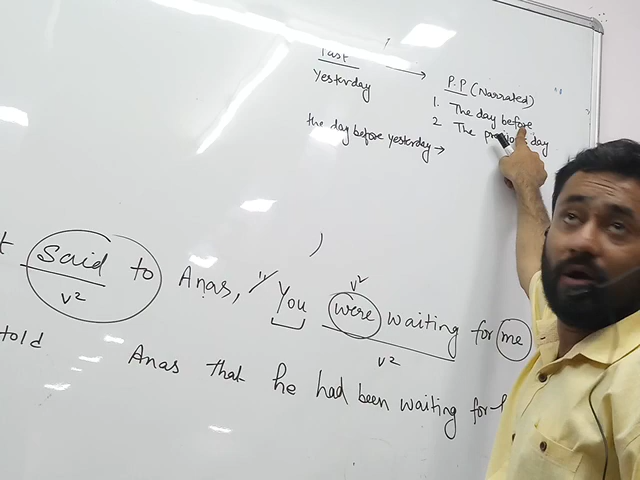 Past → P.P (Narrated)
Yesterday 1. The day before
2 The previous day
the day before yesterday →
said to Anas, "You were waiting for me
v² v² v²
told Anas that he had been waiting for